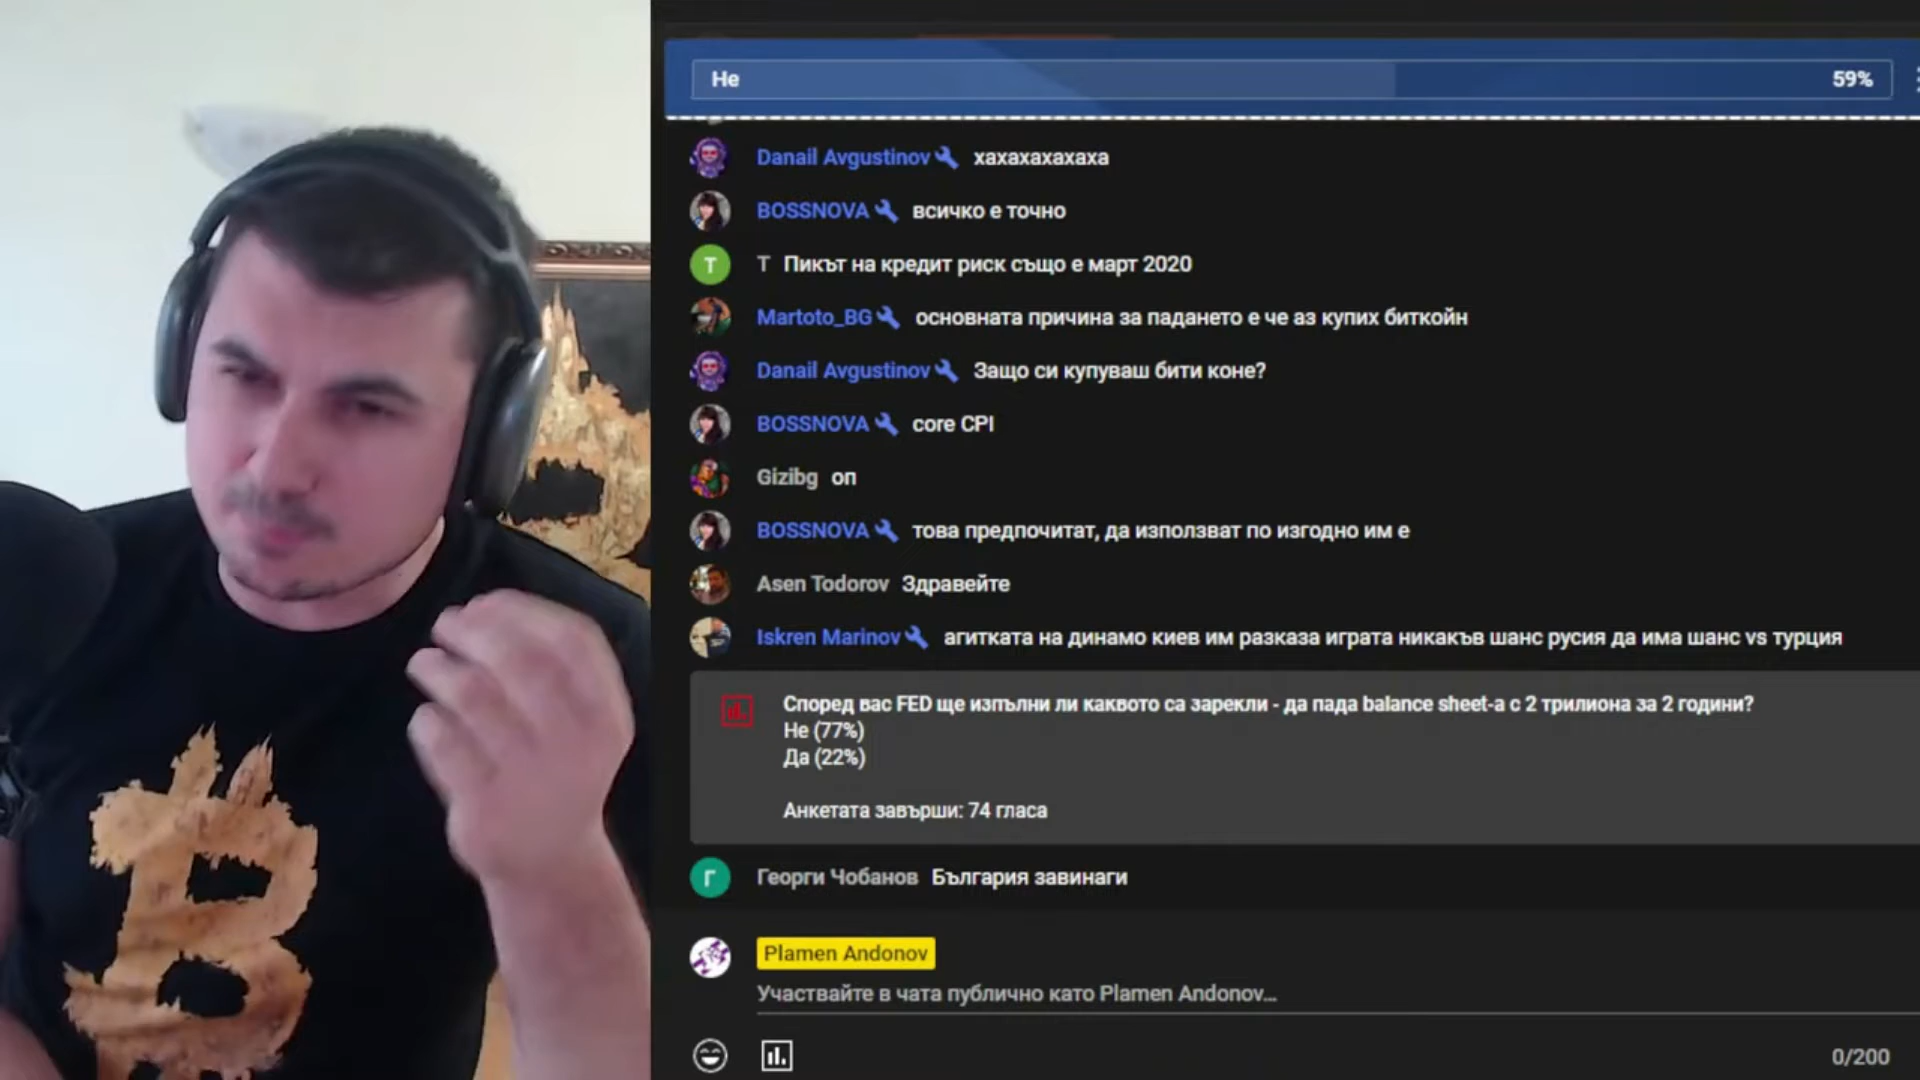 Не
59%
Danail Avgustinov хахахахахаха
BOSSNOVA всичко е точно
T
T Пикът на кредит риск също е март 2020
Martoto_BG основната причина за падането е че аз купих биткойн
Danail Avgustinov Защо си купуваш бити коне?
BOSSNOVA core CPI
Gizibg оп
BOSSNOVA това предпочитат, да използват по изгодно им е
Asen Todorov Здравейте
Iskren Marinov агитката на динамо киев им разказа играта никакъв шанс русия да има шанс vs турция
Според вас FED ще изпълни ли каквото са зарекли - да пада balance sheet-а с 2 трилиона за 2 години?
Не (77%)
Да (22%)
Анкетата завърши: 74 гласа
Г
Георги Чобанов България завинаги
Plamen Andonov
Участвайте в чата публично като Plamen Andonov...
0/200